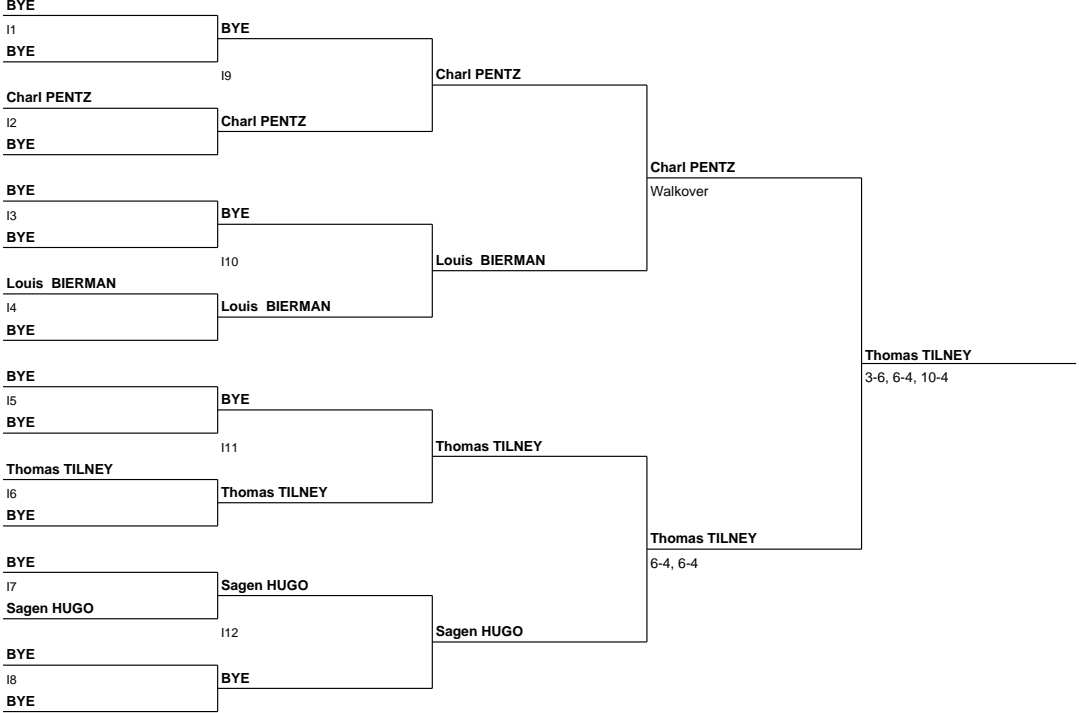 BYE
I1
BYE
BYE
I9
Charl PENTZ
Charl PENTZ
I2
Charl PENTZ
BYE
Charl PENTZ
Walkover
BYE
I3
BYE
BYE
I10
Louis  BIERMAN
Louis  BIERMAN
I4
Louis  BIERMAN
BYE
Thomas TILNEY
3-6, 6-4, 10-4
BYE
I5
BYE
BYE
I11
Thomas TILNEY
Thomas TILNEY
I6
Thomas TILNEY
BYE
Thomas TILNEY
6-4, 6-4
BYE
I7
Sagen HUGO
Sagen HUGO
I12
Sagen HUGO
BYE
I8
BYE
BYE